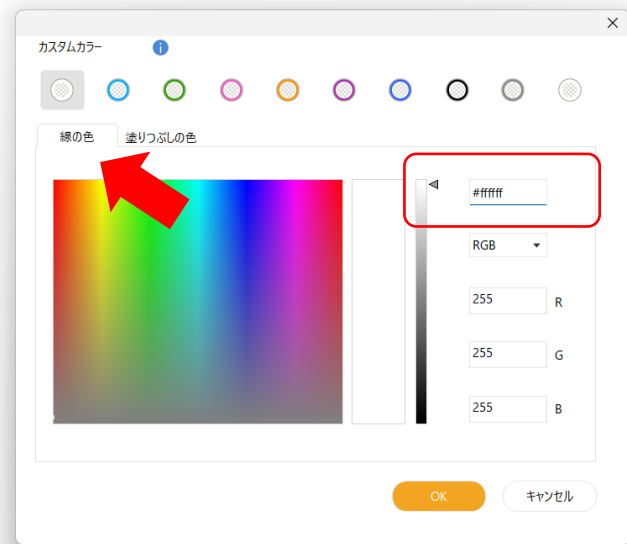 カスタムカラー
線の色
塗りつぶしの色
#ffffff
RGB
255 R
255 G
255 B
OK
キャンセル